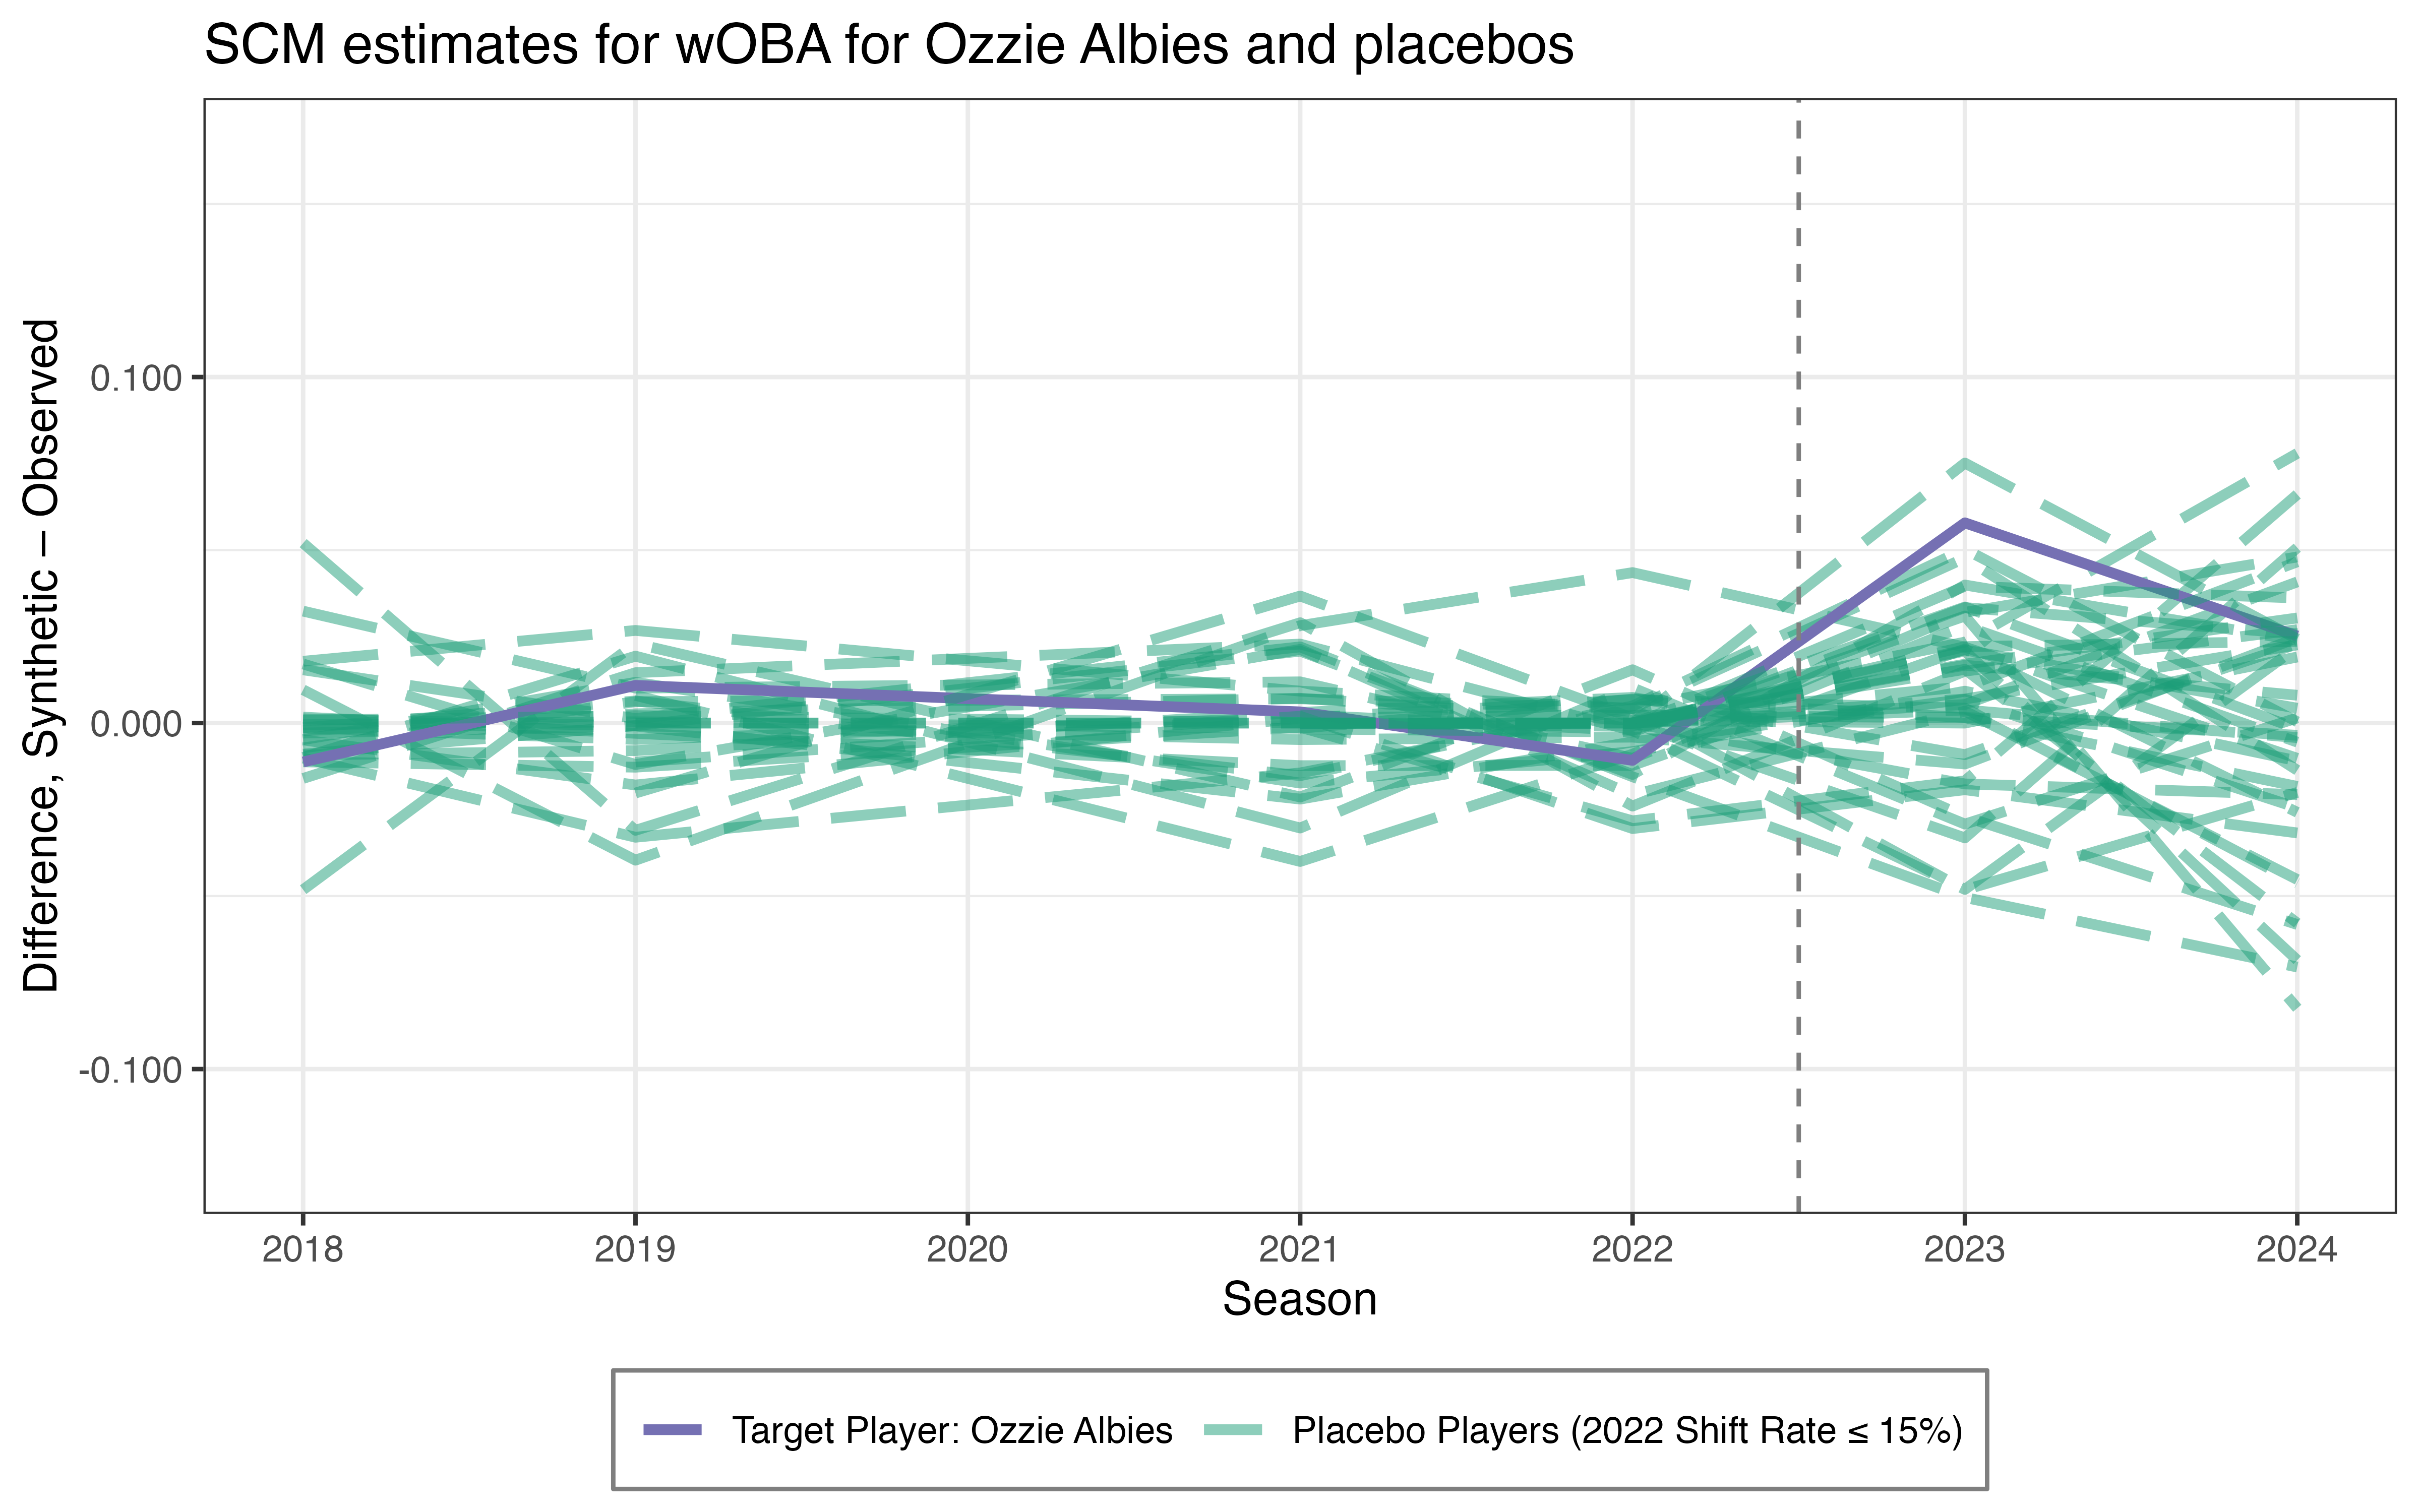 SCM estimates for wOBA for Ozzie Albies and placebos
Difference, Synthetic – Observed
0.100
0.000
-0.100
2018 2019 2020 2021 2022 2023 2024
Season
Target Player: Ozzie Albies Placebo Players (2022 Shift Rate ≤ 15%)